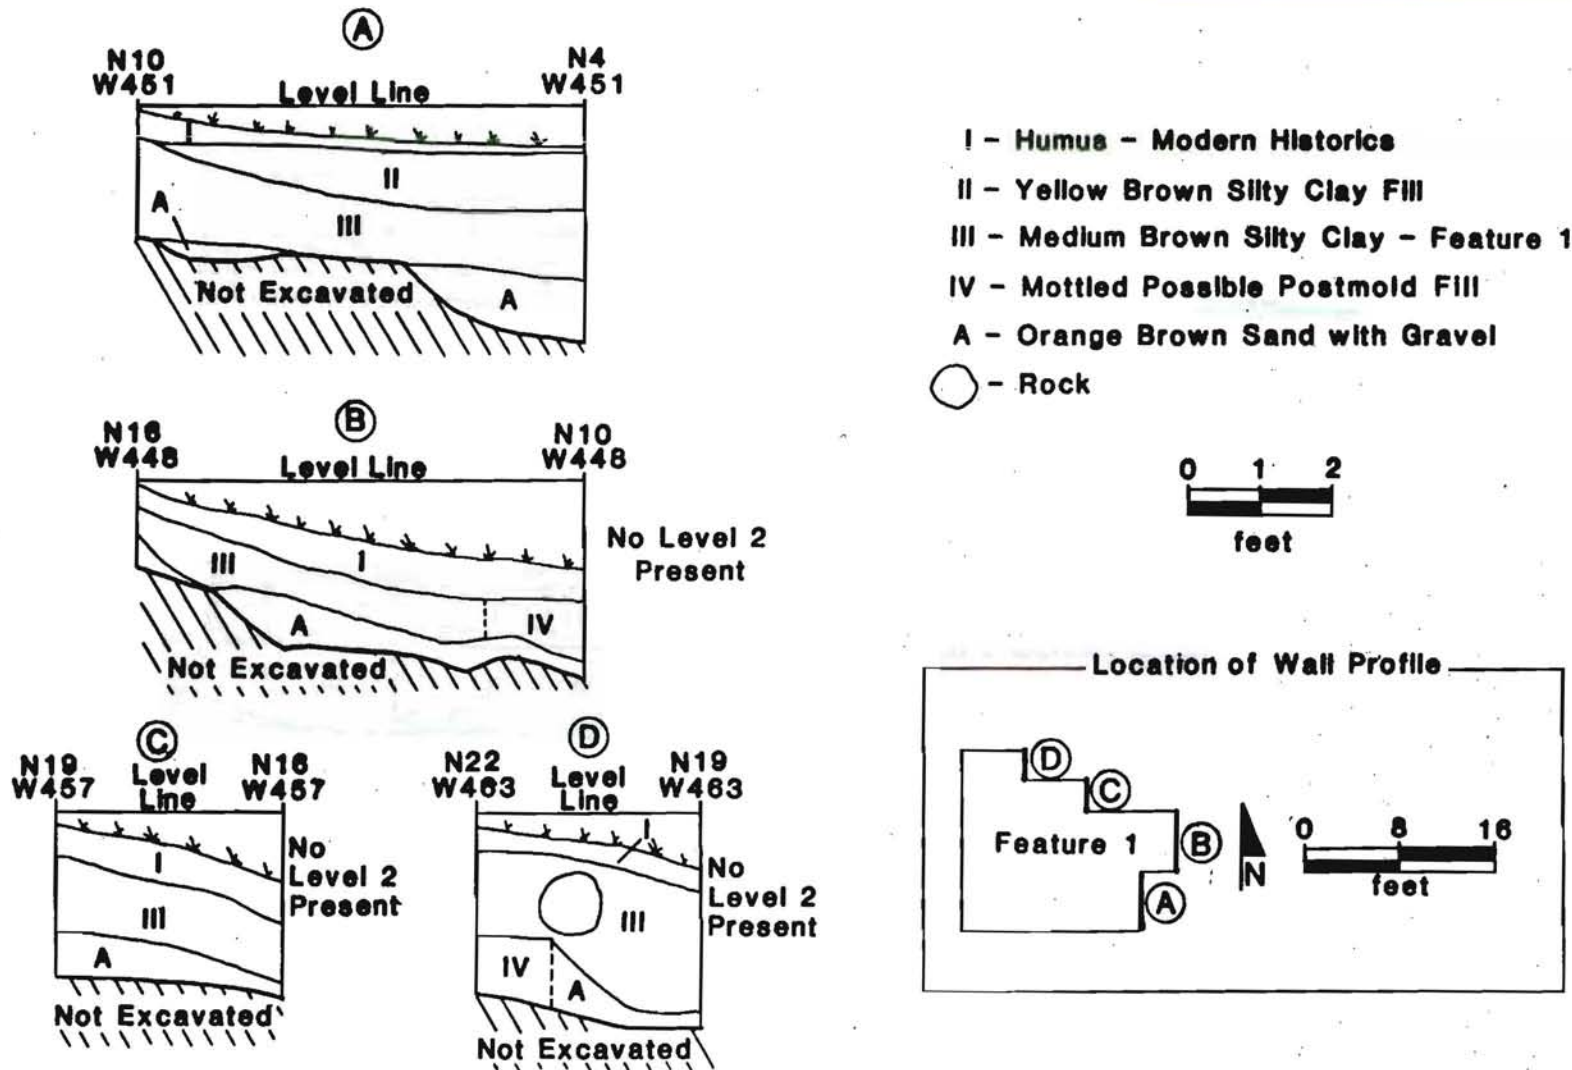 A
N10
W451
N4
W451
Level Line
I
II
A
III
Not Excavated
A
B
N16
W448
N10
W448
Level Line
No Level 2
Present
III
I
A
IV
Not Excavated
C
N19
W457
Level
Line
N16
W457
No
Level 2
Present
I
III
A
Not Excavated
D
N22
W463
Level
Line
N19
W463
I
No
Level 2
Present
III
IV
A
Not Excavated
I – Humus – Modern Historics
II – Yellow Brown Silty Clay Fill
III – Medium Brown Silty Clay – Feature 1
IV – Mottled Possible Postmold Fill
A – Orange Brown Sand with Gravel
– Rock
0 1 2
feet
Location of Wall Profile
D
C
Feature 1
B
A
N
0 8 16
feet